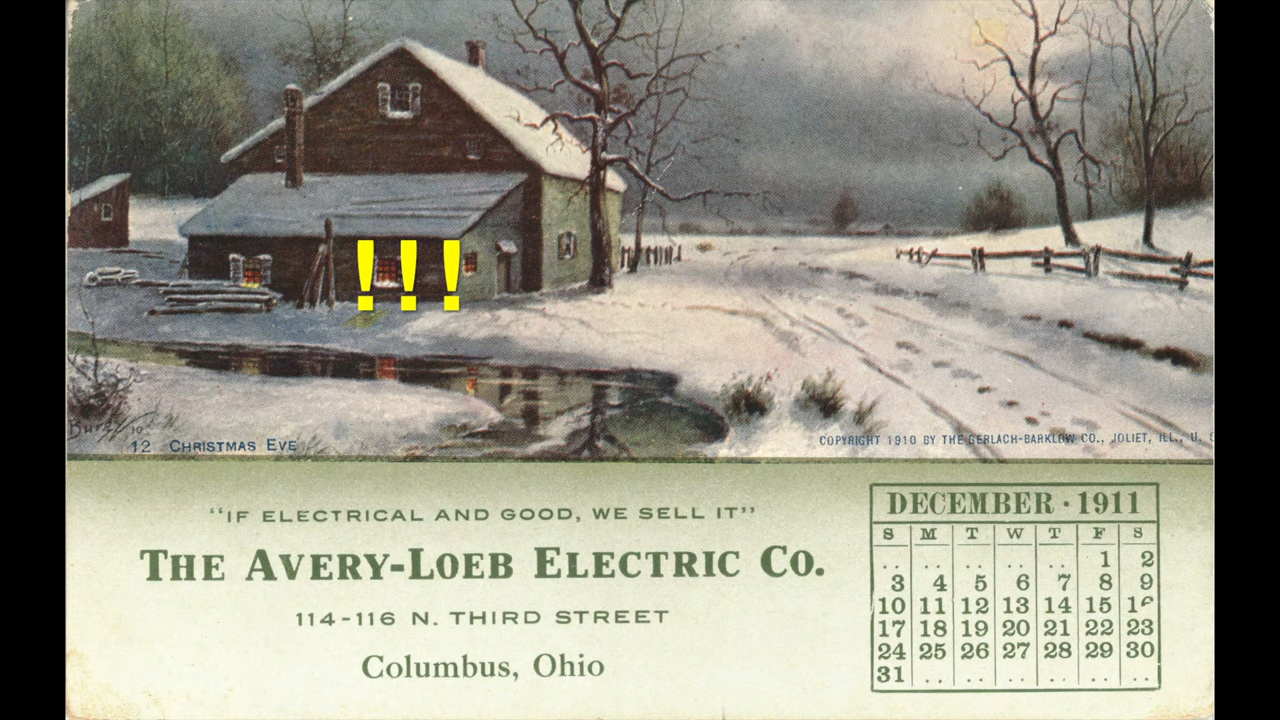 !!!
12 CHRISTMAS EVE
COPYRIGHT 1910 BY THE GERLACH-BARKLOW CO., JOLIET, ILL., U.
"IF ELECTRICAL AND GOOD, WE SELL IT"
THE AVERY-LOEB ELECTRIC CO.
114-116 N. THIRD STREET
Columbus, Ohio
DECEMBER · 1911
S M T W T F S
.. .. .. .. .. 1 2
3 4 5 6 7 8 9
10 11 12 13 14 15 16
17 18 19 20 21 22 23
24 25 26 27 28 29 30
31 .. .. .. .. .. ..